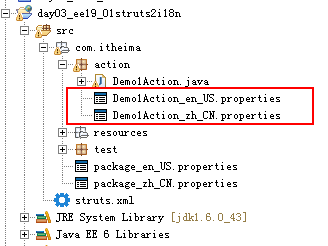 day03_ee19_01struts2i18n
src
com.itheima
action
Demo1Action.java
Demo1Action_en_US.properties
Demo1Action_zh_CN.properties
resources
test
package_en_US.properties
package_zh_CN.properties
struts.xml
JRE System Library [jdk1.6.0_43]
Java EE 6 Libraries